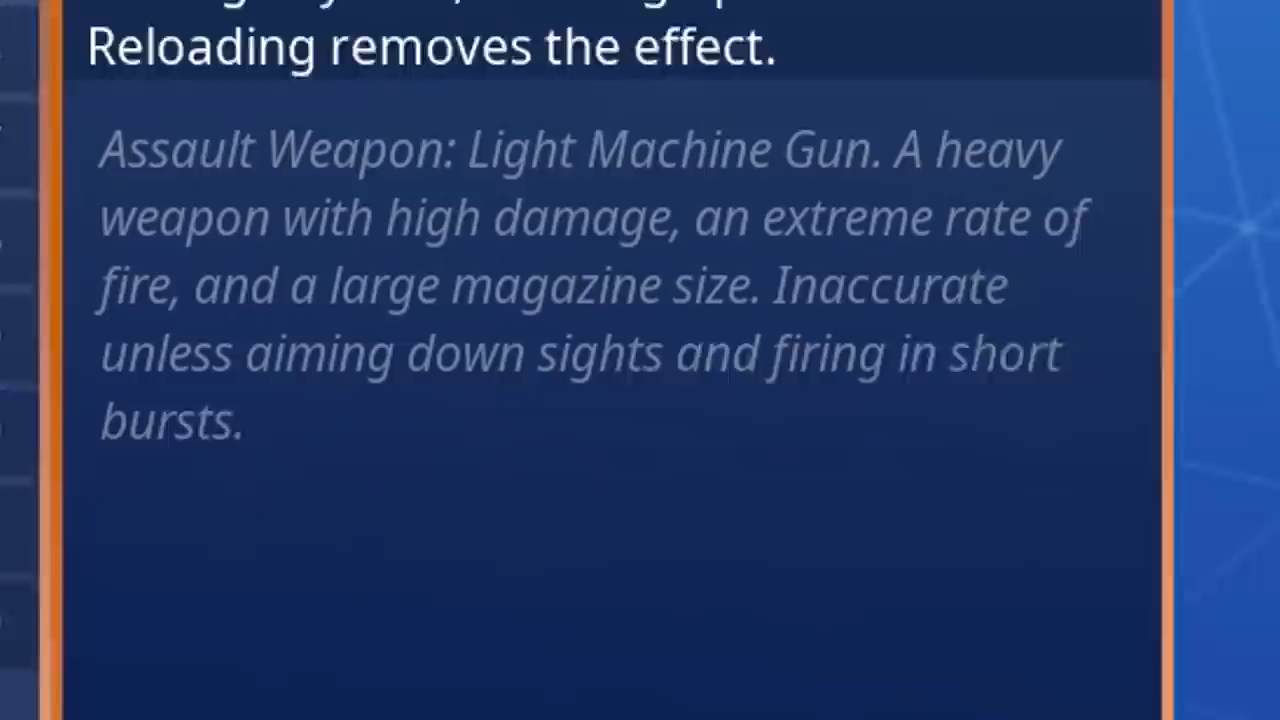 Reloading removes the effect.
Assault Weapon: Light Machine Gun. A heavy
weapon with high damage, an extreme rate of
fire, and a large magazine size. Inaccurate
unless aiming down sights and firing in short
bursts.